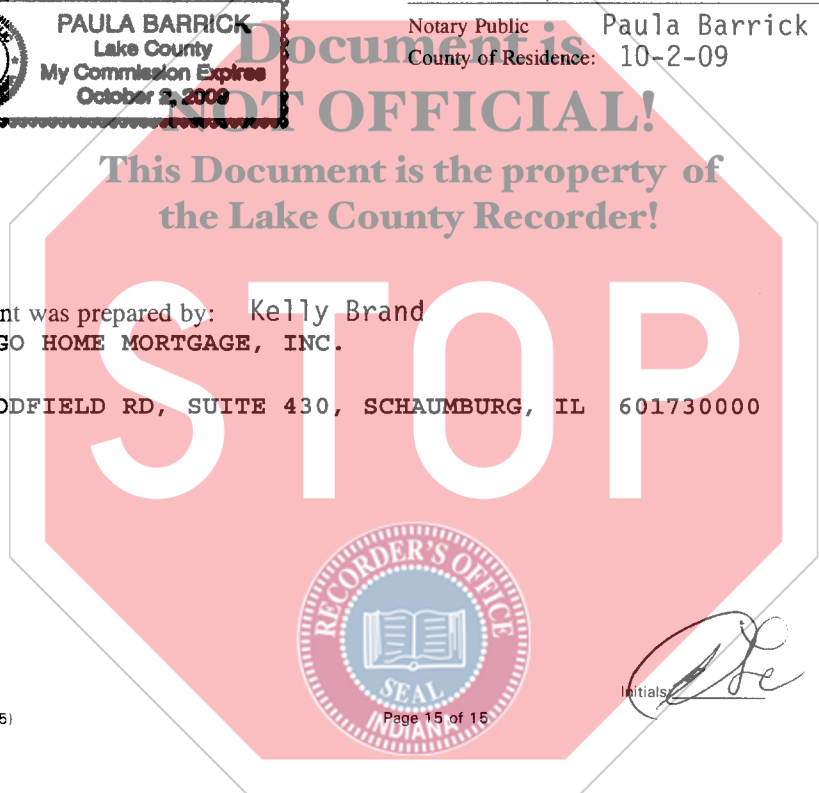 PAULA BARRICK
Lake County
My Commission Expires
October 2, 2009
Notary Public Paula Barrick
County of Residence: 10-2-09
Document is
NOT OFFICIAL!
This Document is the property of
the Lake County Recorder!
STOP
nt was prepared by: Kelly Brand
GO HOME MORTGAGE, INC.
ODFIELD RD, SUITE 430, SCHAUMBURG, IL 601730000
RECORDER'S OFFICE
SEAL
INDIANA
Initials:
5)
Page 15 of 15